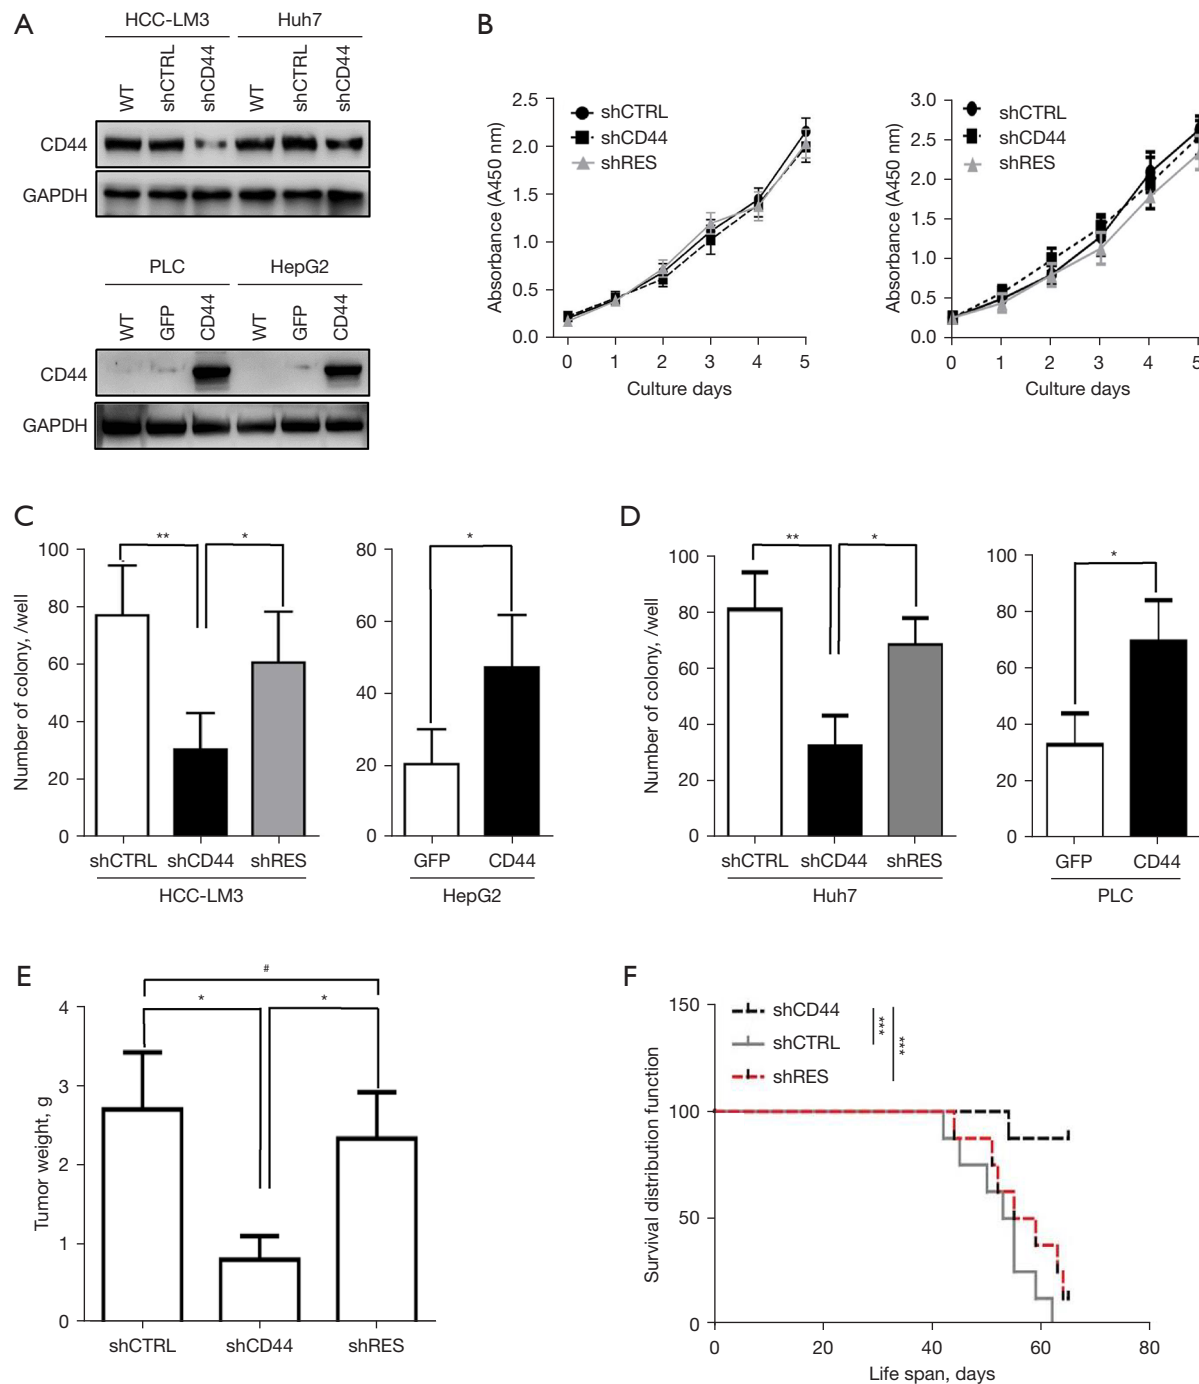 A
HCC-LM3 Huh7
WT shCTRL shCD44 WT shCTRL shCD44
CD44
GAPDH
PLC HepG2
WT GFP CD44 WT GFP CD44
CD44
GAPDH
B
Absorbance (A450 nm)
2.5
2.0
1.5
1.0
0.5
0.0
shCTRL
shCD44
shRES
0 1 2 3 4 5
Culture days
Absorbance (A450 nm)
3.0
2.5
2.0
1.5
1.0
0.5
0.0
shCTRL
shCD44
shRES
0 1 2 3 4 5
Culture days
C
Number of colony, /well
100
80
60
40
20
0
** *
shCTRL shCD44 shRES
HCC-LM3
80
60
40
20
0
*
GFP CD44
HepG2
D
Number of colony, /well
100
80
60
40
20
0
** *
shCTRL shCD44 shRES
Huh7
100
80
60
40
20
0
*
GFP CD44
PLC
E
Tumor weight, g
4
3
2
1
0
#
* *
shCTRL shCD44 shRES
F
Survival distribution function
150
100
50
0
shCD44
shCTRL
shRES
***
***
0 20 40 60 80
Life span, days